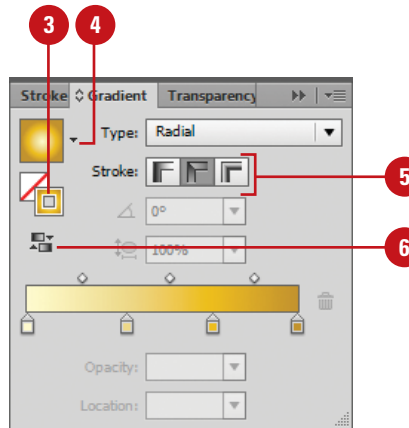 3 4
Stroke Gradient Transparency
Type: Radial
Stroke:
5
0°
6
100%
Opacity:
Location: